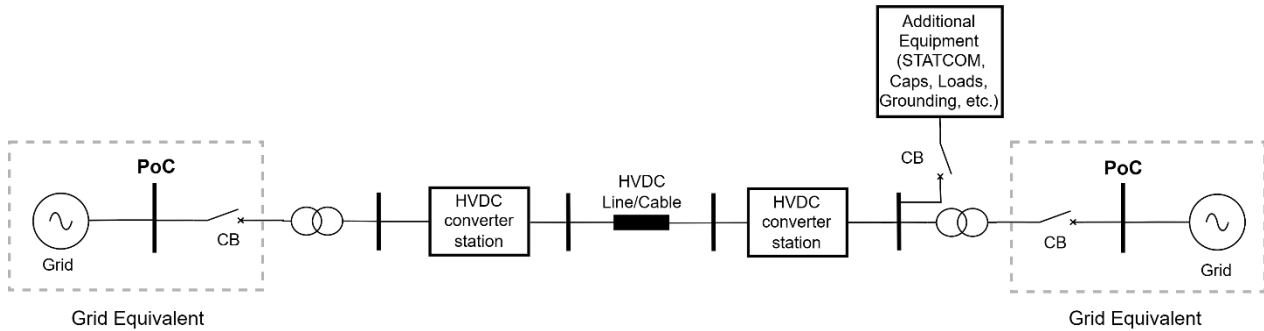 Additional
Equipment
(STATCOM,
Caps, Loads,
Grounding, etc.)
PoC
CB
Grid
Grid Equivalent
HVDC
converter
station
HVDC
Line/Cable
HVDC
converter
station
CB
PoC
CB
Grid
Grid Equivalent